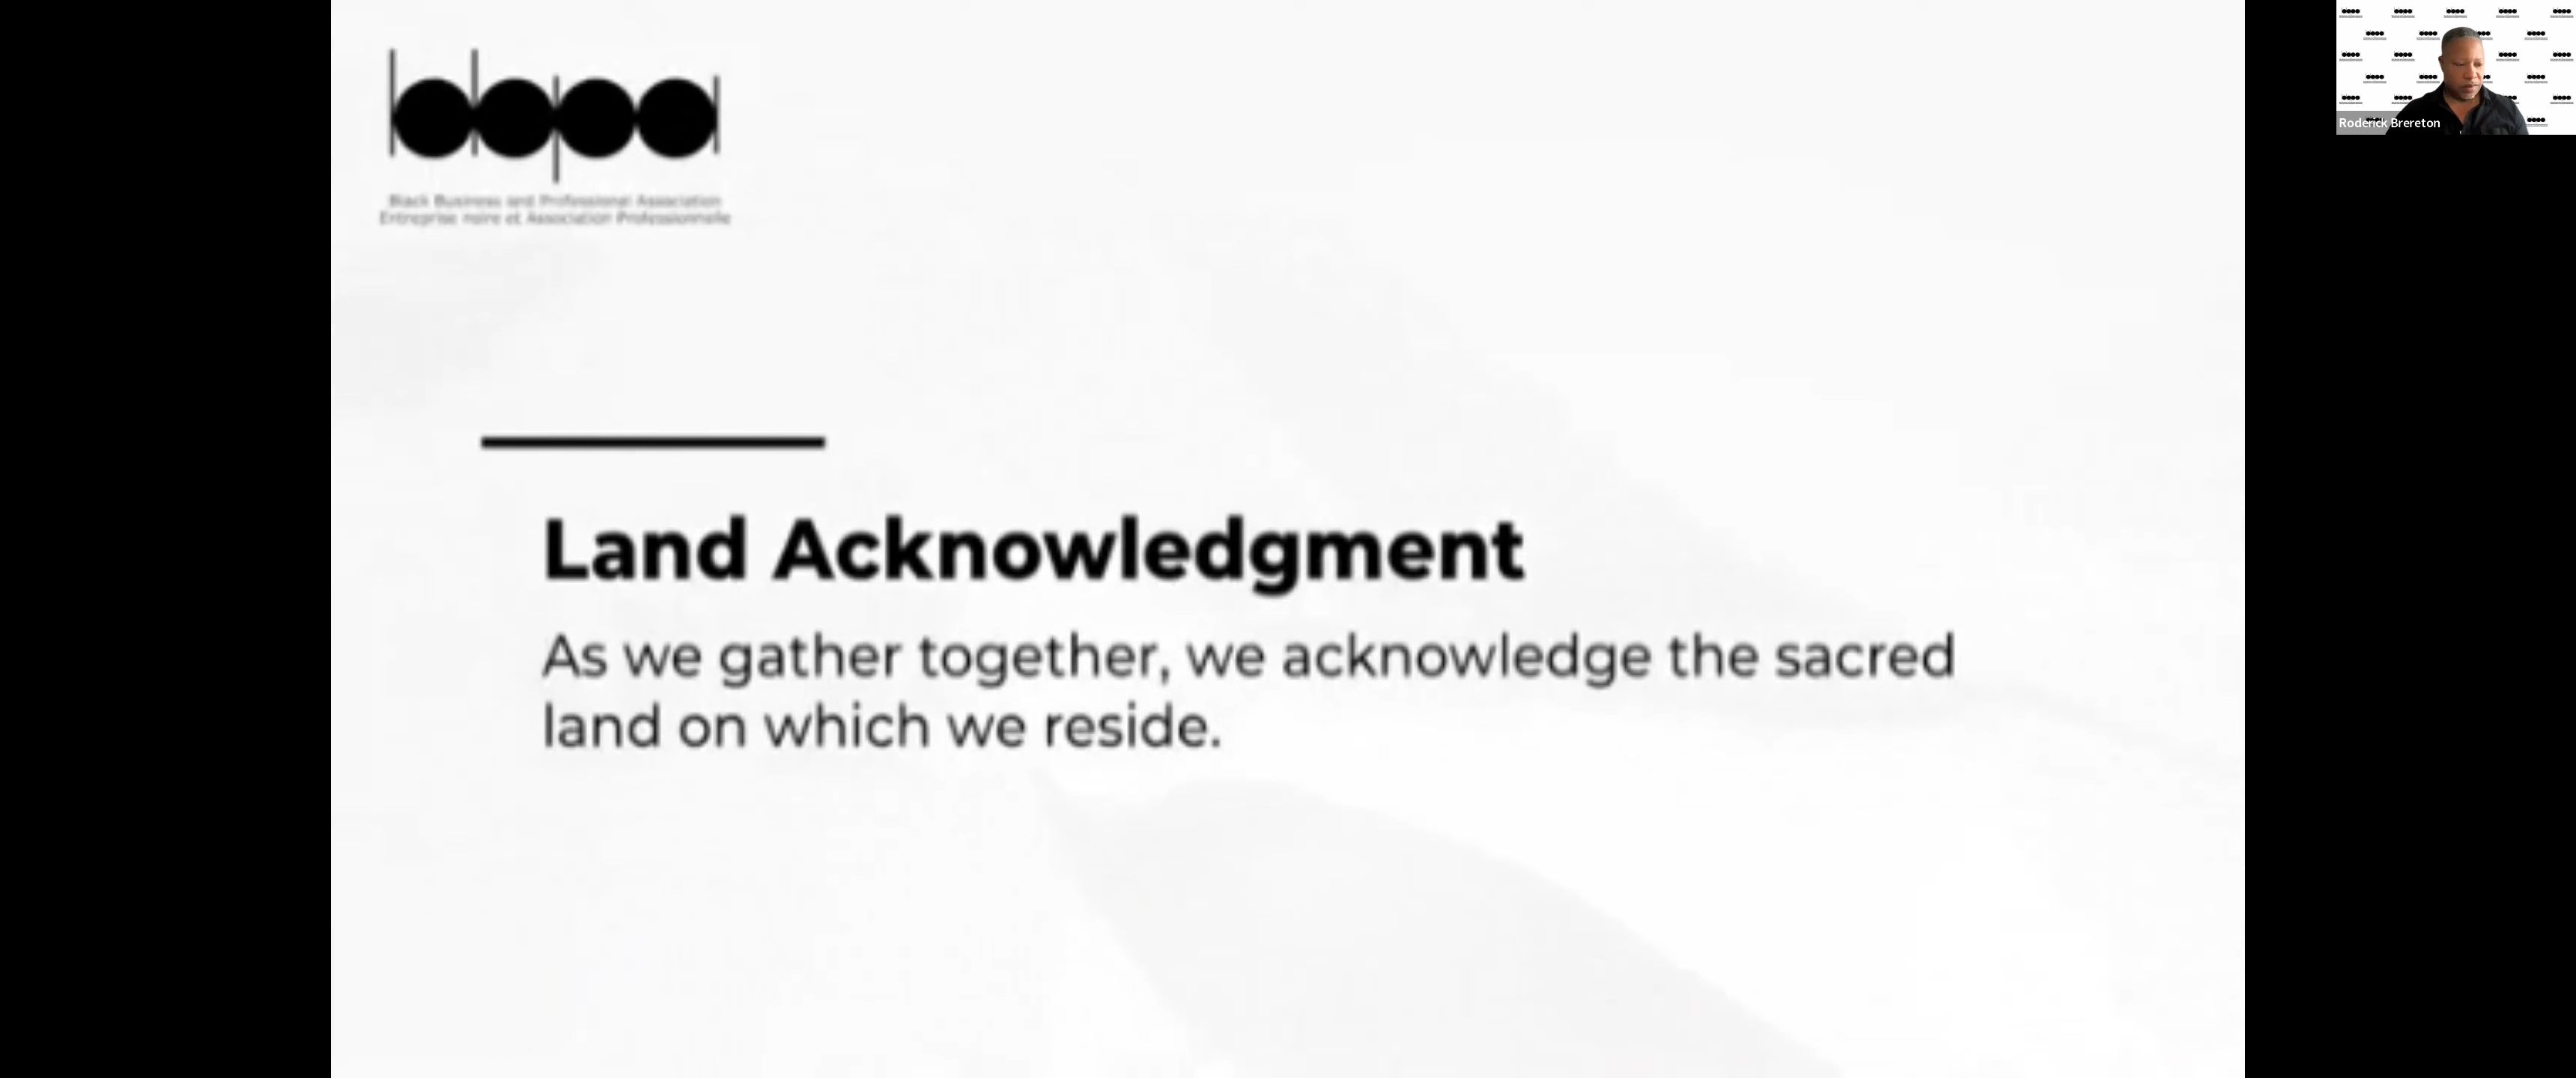 bbpa
Black Business and Professional Association
Entreprise noire et Association Professionnelle
Roderick Brereton
Land Acknowledgment
As we gather together, we acknowledge the sacred
land on which we reside.